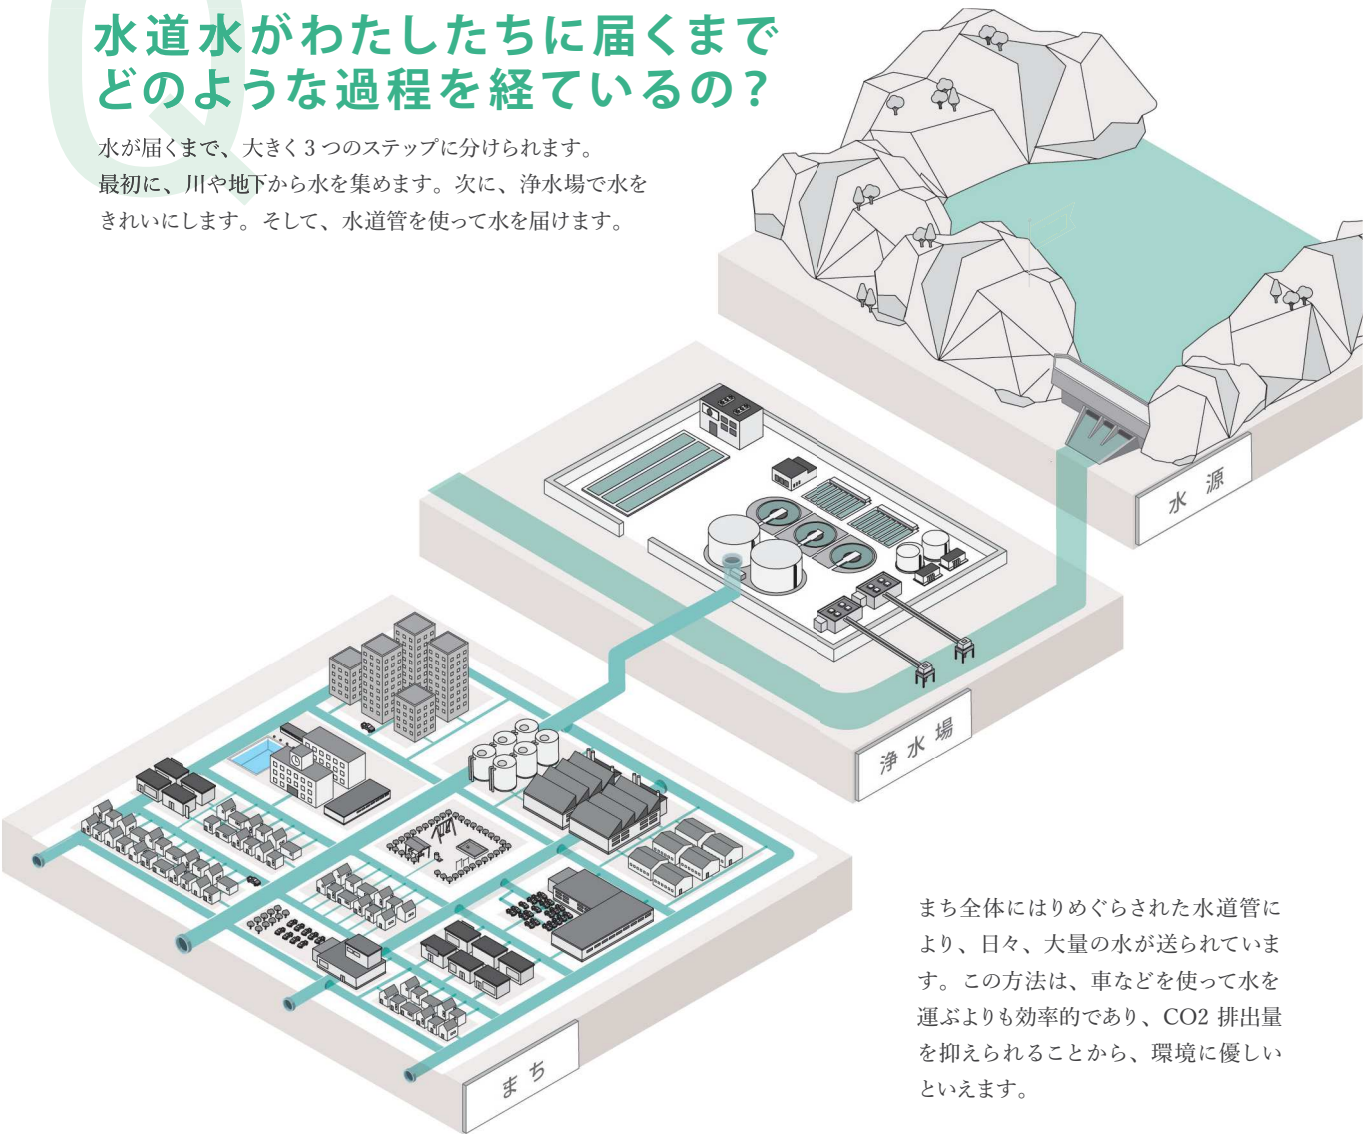 Q
水道水がわたしたちに届くまで
どのような過程を経ているの?
水が届くまで、大きく3つのステップに分けられます。
最初に、川や地下から水を集めます。次に、浄水場で水を
きれいにします。そして、水道管を使って水を届けます。
水源
浄水場
まち
まち全体にはりめぐらされた水道管に
より、日々、大量の水が送られていま
す。この方法は、車などを使って水を
運ぶよりも効率的であり、CO2 排出量
を抑えられることから、環境に優しい
といえます。